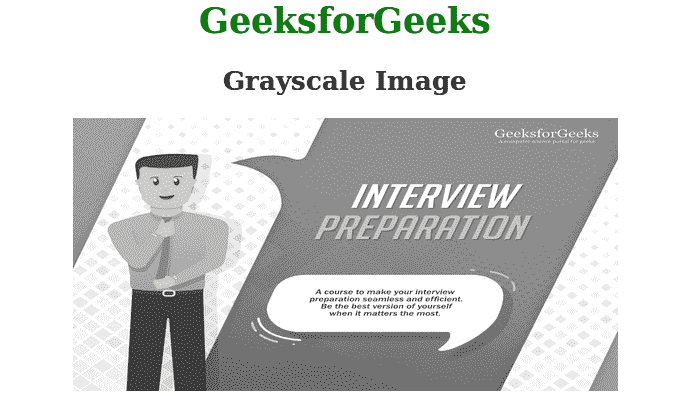 GeeksforGeeks
Grayscale Image
GeeksforGeeks
A computer science portal for geeks
INTERVIEW
PREPARATION
A course to make your interview
preparation seamless and efficient.
Be the best version of yourself
when it matters the most.